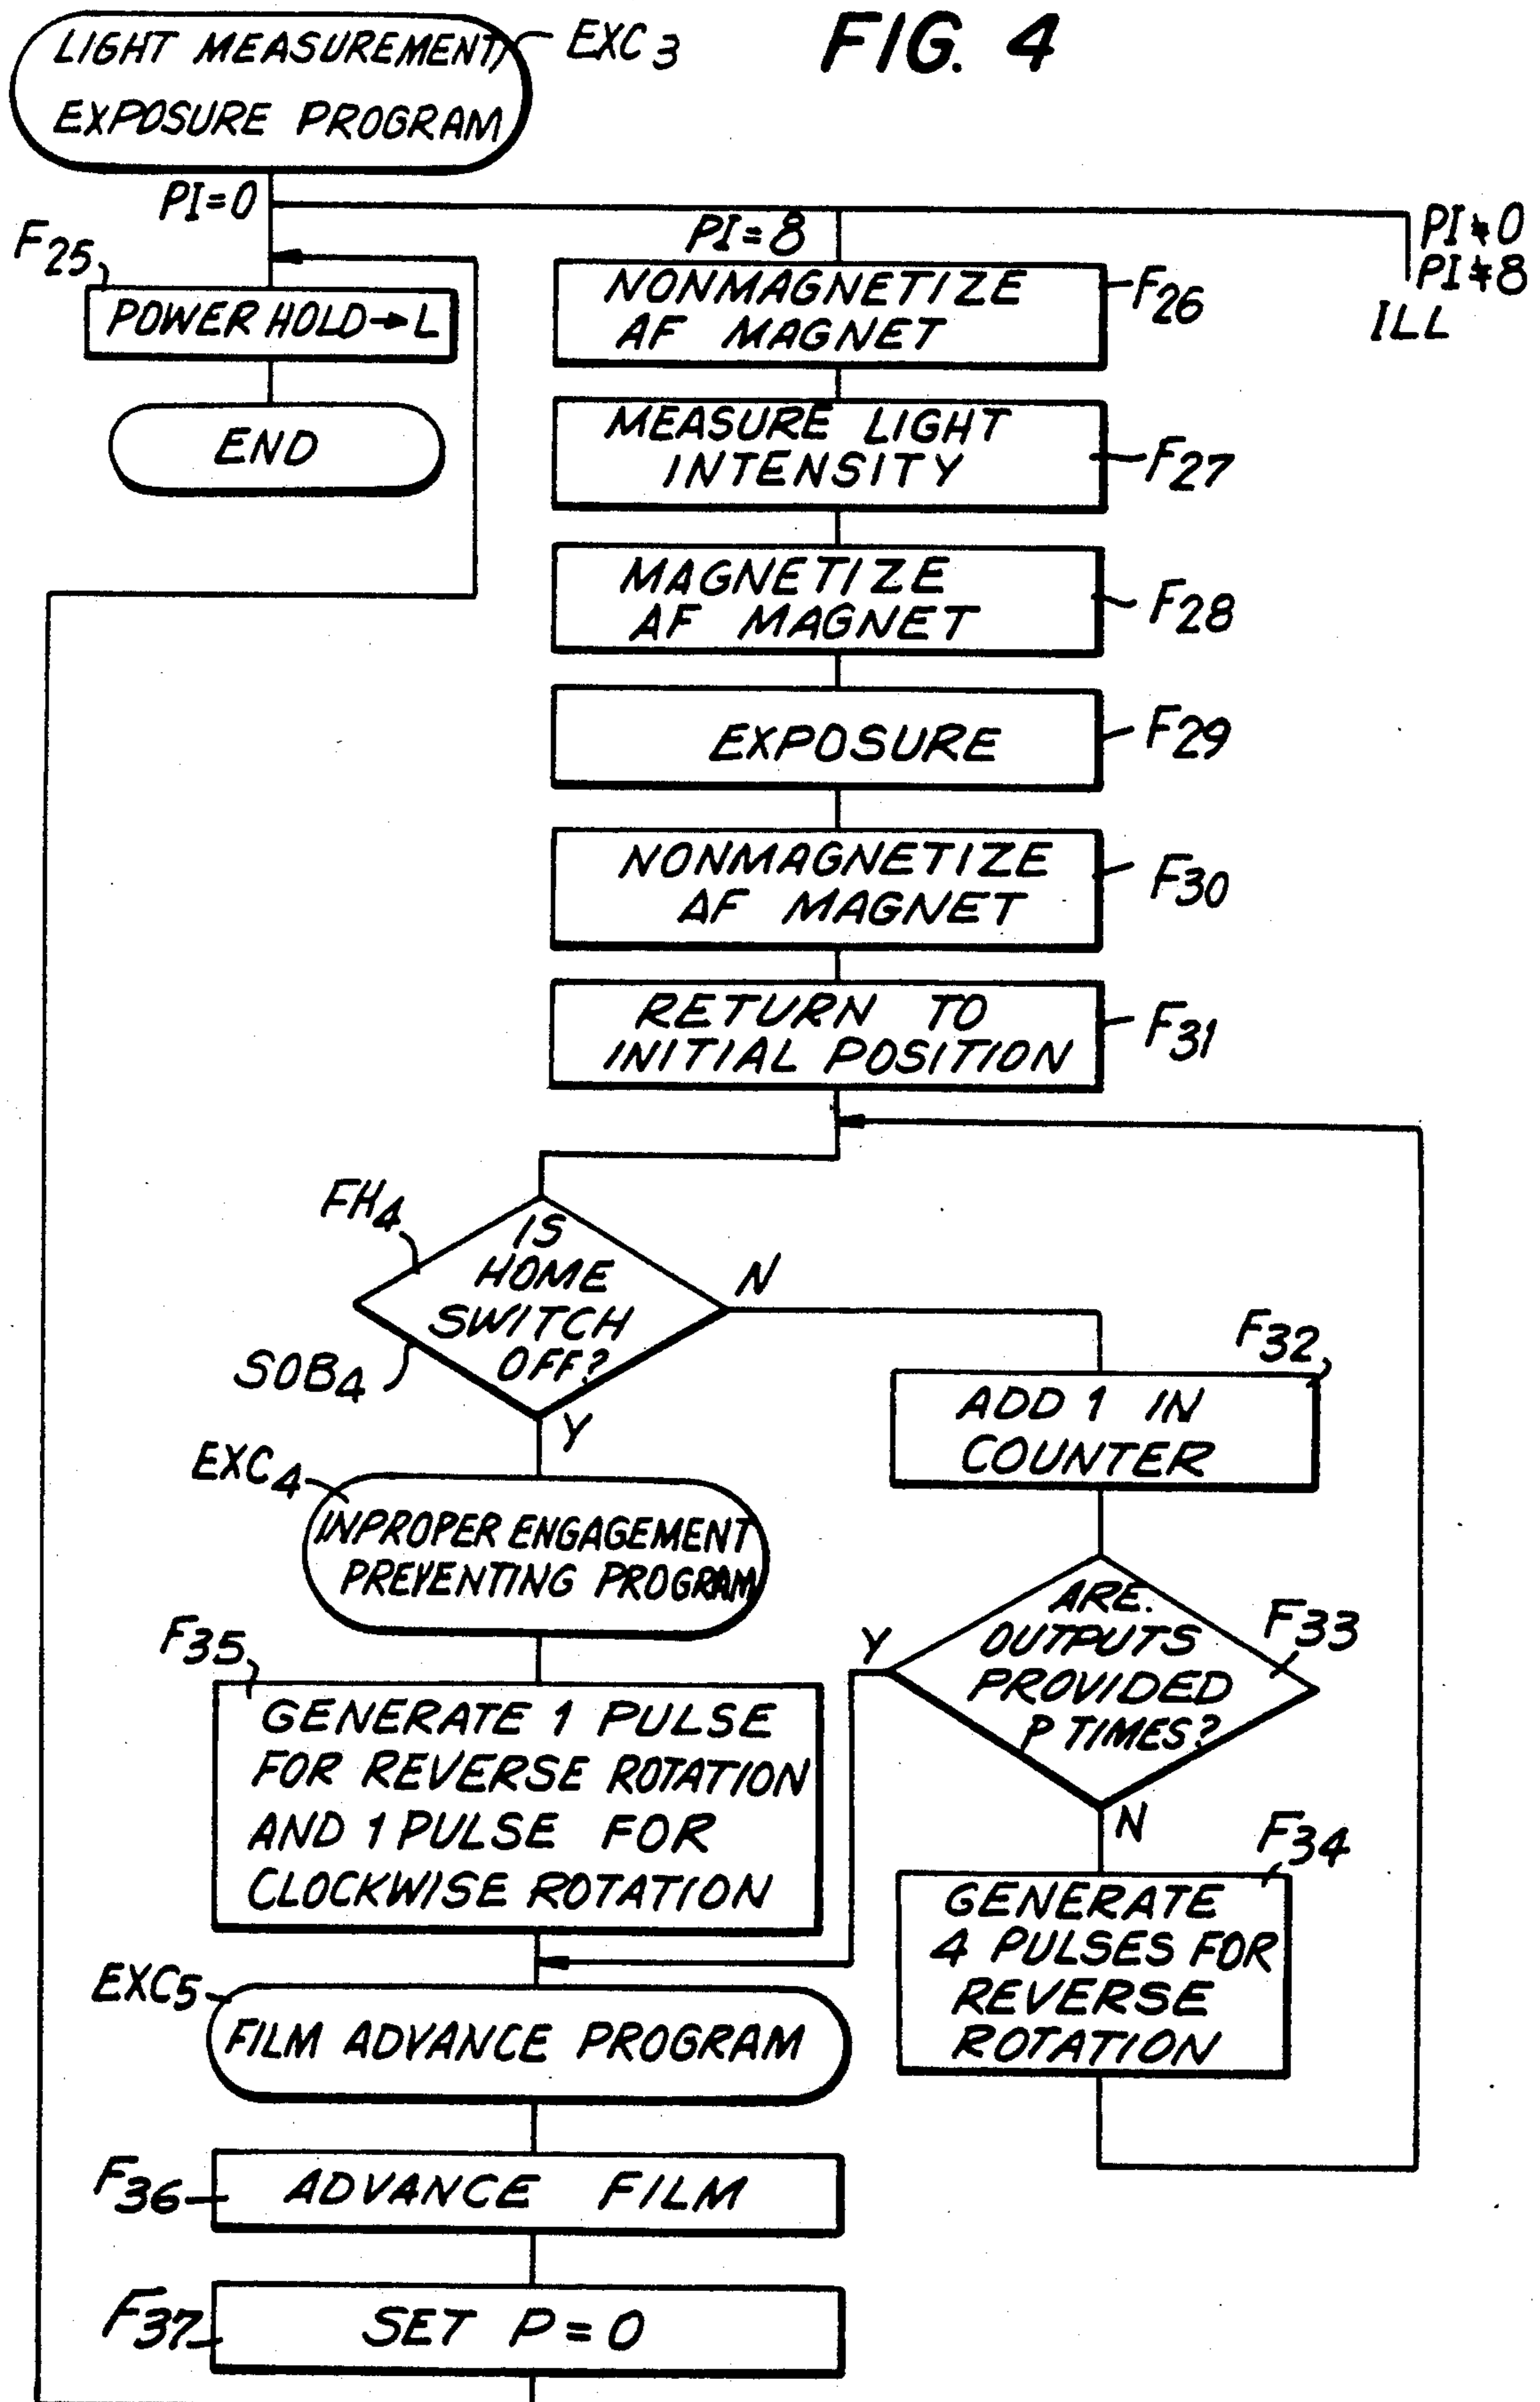 FIG. 4
LIGHT MEASUREMENT/
EXPOSURE PROGRAM
EXC3
PI=0
PI=8
PI≠0
PI≠8
ILL
F25
POWER HOLD→L
END
NONMAGNETIZE
AF MAGNET
F26
MEASURE LIGHT
INTENSITY
F27
MAGNETIZE
AF MAGNET
F28
EXPOSURE
F29
NONMAGNETIZE
AF MAGNET
F30
RETURN TO
INITIAL POSITION
F31
FH4
IS
HOME
SWITCH
OFF?
N
SOB4
Y
F32
ADD 1 IN
COUNTER
EXC4
INPROPER ENGAGEMENT
PREVENTING PROGRAM
ARE
OUTPUTS
PROVIDED
P TIMES?
F33
Y
N
F35
GENERATE 1 PULSE
FOR REVERSE ROTATION
AND 1 PULSE FOR
CLOCKWISE ROTATION
F34
GENERATE
4 PULSES FOR
REVERSE
ROTATION
EXC5
FILM ADVANCE PROGRAM
F36
ADVANCE FILM
F37
SET P=0